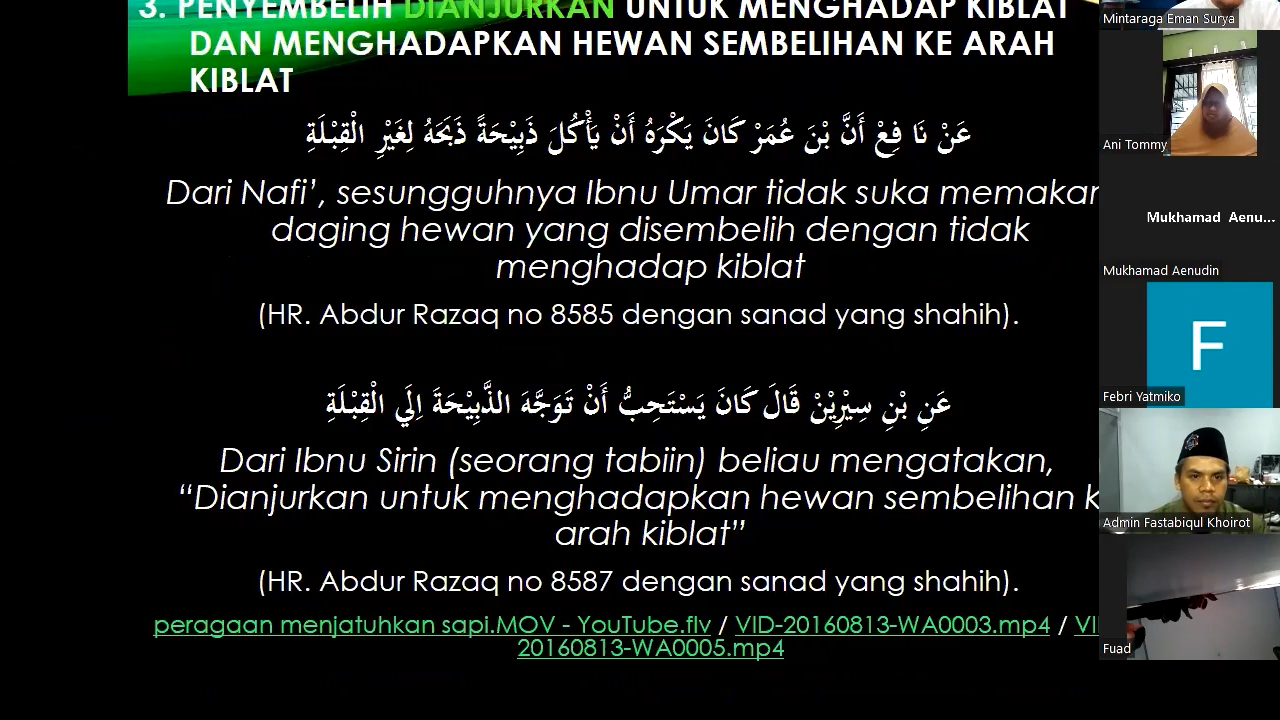 3. PENYEMBELIH DIANJURKAN UNTUK MENGHADAP KIBLAT
DAN MENGHADAPKAN HEWAN SEMBELIHAN KE ARAH
KIBLAT
عَنْ نَا فِعْ أَنَّ بْنَ عُمَرْ كَانَ يَكْرَهُ أَنْ يَأْكُلَ ذَبِيْحَةً ذَبَحَهُ لِغَيْرِ الْقِبْلَةِ
Dari Nafi’, sesungguhnya Ibnu Umar tidak suka memakan
daging hewan yang disembelih dengan tidak
menghadap kiblat
(HR. Abdur Razaq no 8585 dengan sanad yang shahih).
عَنِ بْنِ سِيْرِيْنْ قَالَ كَانَ يَسْتَحِبُّ أَنْ تَوَجَّهَ الذَّبِيْحَةَ اِلَي الْقِبْلَةِ
Dari Ibnu Sirin (seorang tabiin) beliau mengatakan,
“Dianjurkan untuk menghadapkan hewan sembelihan k
arah kiblat”
(HR. Abdur Razaq no 8587 dengan sanad yang shahih).
peragaan menjatuhkan sapi.MOV - YouTube.flv / VID-20160813-WA0003.mp4 / VI
20160813-WA0005.mp4
Mintaraga Eman Surya
Ani Tommy
Mukhamad Aenu...
Mukhamad Aenudin
F
Febri Yatmiko
Admin Fastabiqul Khoirot
Fuad